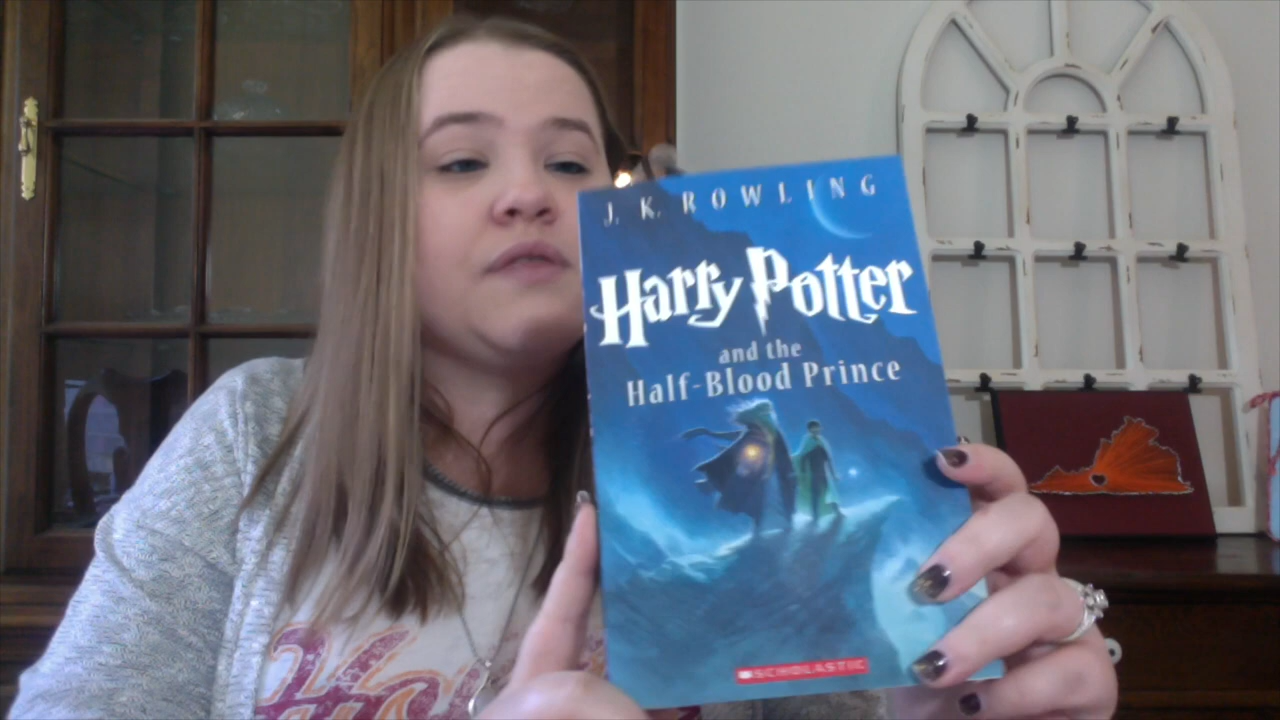 J. K. ROWLING
Harry Potter
and the
Half-Blood Prince
SCHOLASTIC